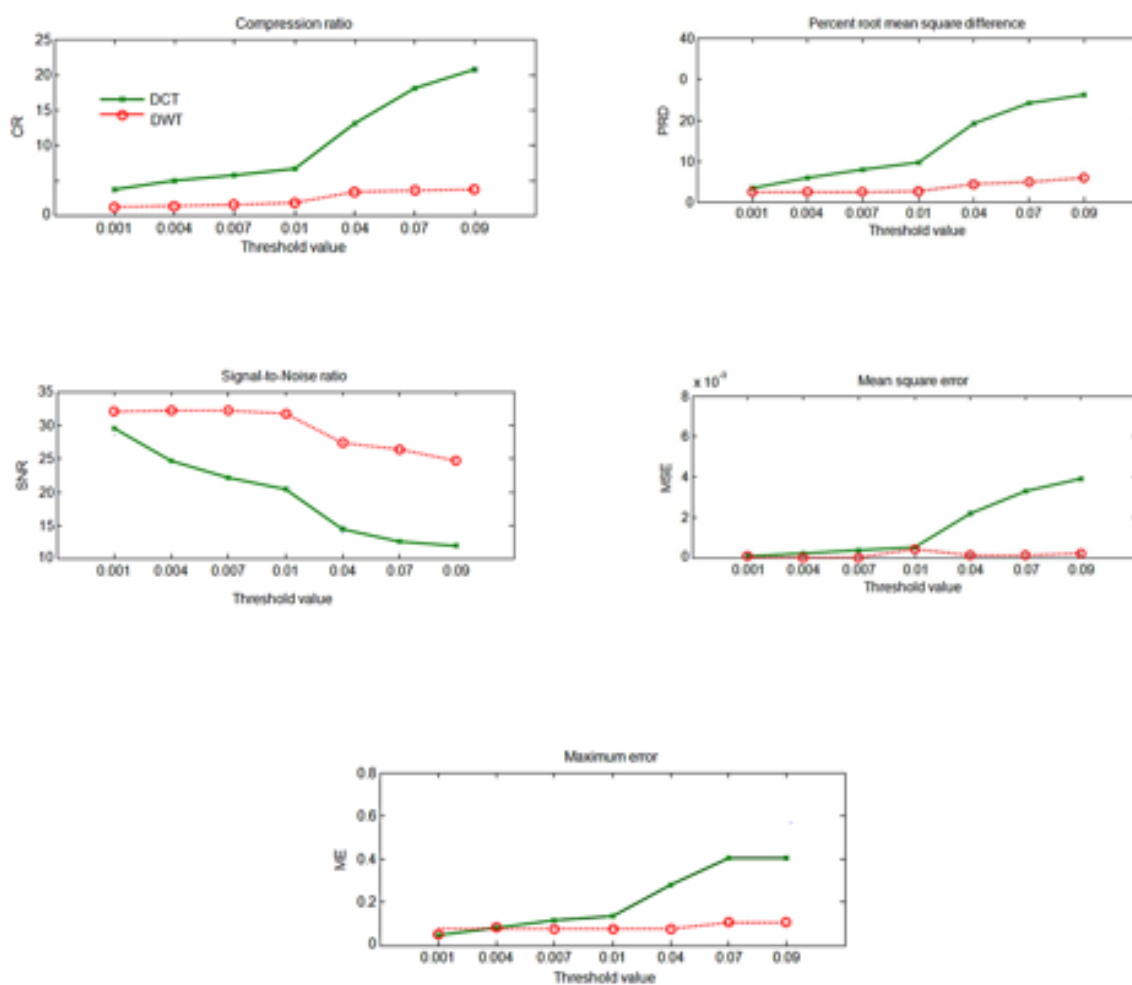 Compression ratio
25
20
15
10
5
0
CR
DCT
DWT
0.001 0.004 0.007 0.01 0.04 0.07 0.09
Threshold value
Percent root mean square difference
40
0
20
10
0
PRD
0.001 0.004 0.007 0.01 0.04 0.07 0.09
Threshold value
Signal-to-Noise ratio
35
30
25
20
15
10
SNR
0.001 0.004 0.007 0.01 0.04 0.07 0.09
Threshold value
Mean square error
8
6
4
2
0
MSE
0.001 0.004 0.007 0.01 0.04 0.07 0.09
Threshold value
Maximum error
0.8
0.6
0.4
0.2
0
ME
0.001 0.004 0.007 0.01 0.04 0.07 0.09
Threshold value